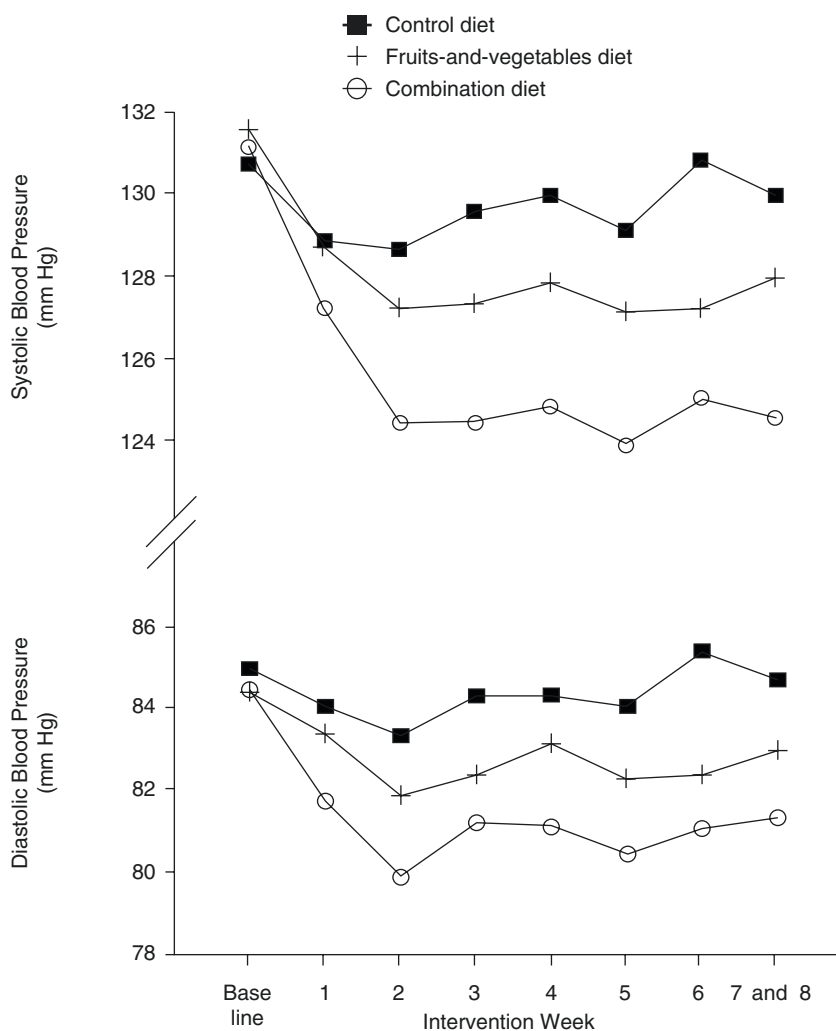 Control diet
Fruits-and-vegetables diet
Combination diet
Systolic Blood Pressure
(mm Hg)
132
130
128
126
124
Diastolic Blood Pressure
(mm Hg)
86
84
82
80
78
Base line 1 2 3 4 5 6 7 and 8
Intervention Week